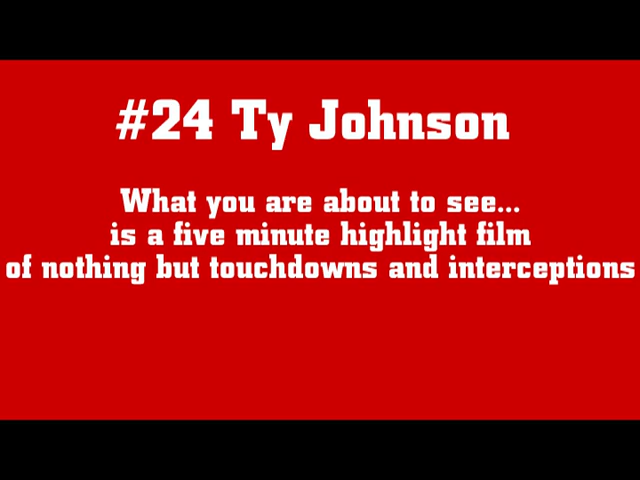 #24 Ty Johnson
What you are about to see...
is a five minute highlight film
of nothing but touchdowns and interceptions